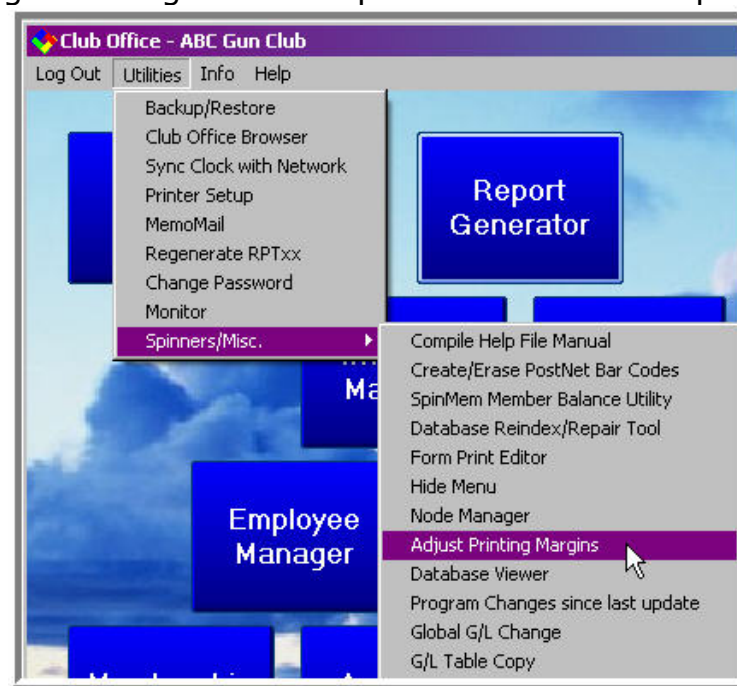 Club Office - ABC Gun Club
Log Out Utilities Info Help
Backup/Restore
Club Office Browser
Sync Clock with Network
Printer Setup
MemoMail
Regenerate RPTxx
Change Password
Monitor
Spinners/Misc.
Report
Generator
Compile Help File Manual
Create/Erase PostNet Bar Codes
SpinMem Member Balance Utility
Database Reindex/Repair Tool
Form Print Editor
Hide Menu
Node Manager
Adjust Printing Margins
Database Viewer
Program Changes since last update
Global G/L Change
G/L Table Copy
Employee
Manager